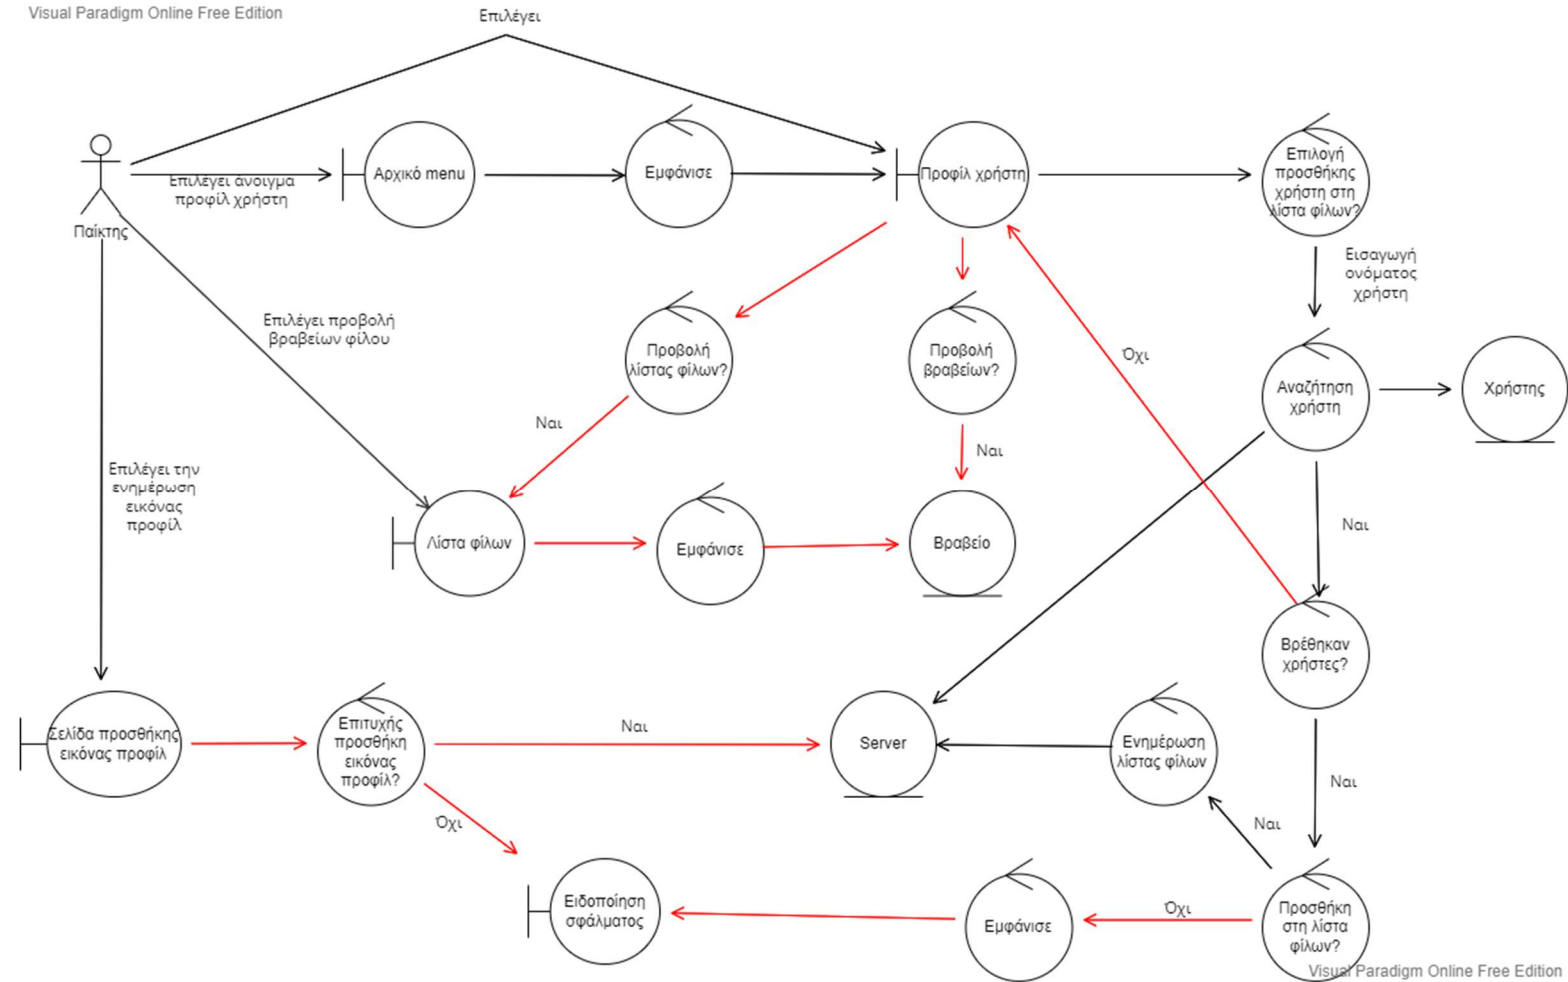 Visual Paradigm Online Free Edition
Επιλέγει
Αρχικό menu
Εμφάνισε
Προφίλ χρήστη
Επιλογή
προσθήκης
χρήστη στη
λίστα φίλων?
Επιλέγει άνοιγμα
προφίλ χρήστη
Παίκτης
Εισαγωγή
ονόματος
χρήστη
Επιλέγει προβολή
βραβείων φίλου
Προβολή
λίστας φίλων?
Προβολή
βραβείων?
Όχι
Αναζήτηση
χρήστη
Χρήστης
Ναι
Ναι
Επιλέγει την
ενημέρωση
εικόνας
προφίλ
Ναι
Λίστα φίλων
Εμφάνισε
Βραβείο
Βρέθηκαν
χρήστες?
Σελίδα προσθήκης
εικόνας προφίλ
Επιτυχής
προσθήκη
εικόνας
προφίλ?
Ναι
Server
Ενημέρωση
λίστας φίλων
Ναι
Όχι
Ναι
Ειδοποίηση
σφάλματος
Εμφάνισε
Όχι
Προσθήκη
στη λίστα
φίλων?
Visual Paradigm Online Free Edition